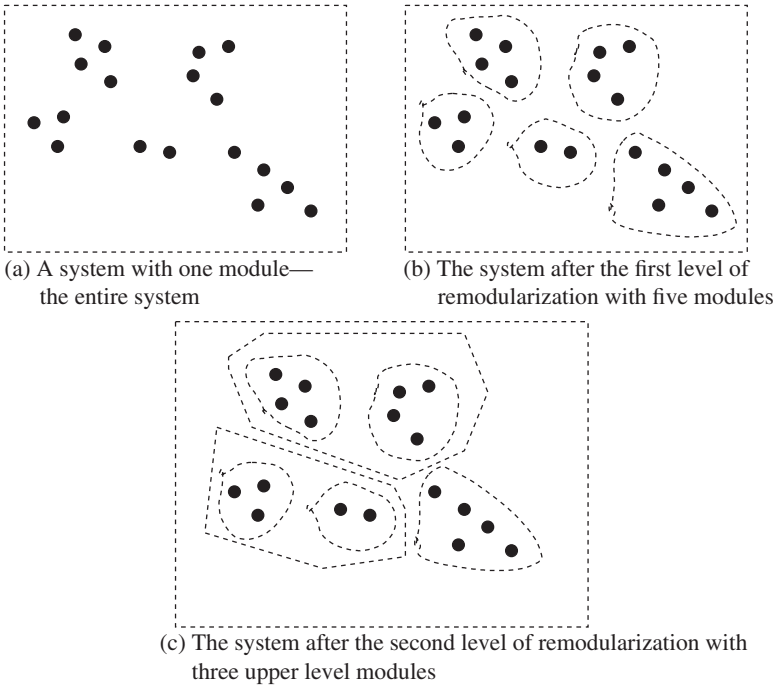 (a) A system with one module—
the entire system
(b) The system after the first level of
remodularization with five modules
(c) The system after the second level of remodularization with
three upper level modules